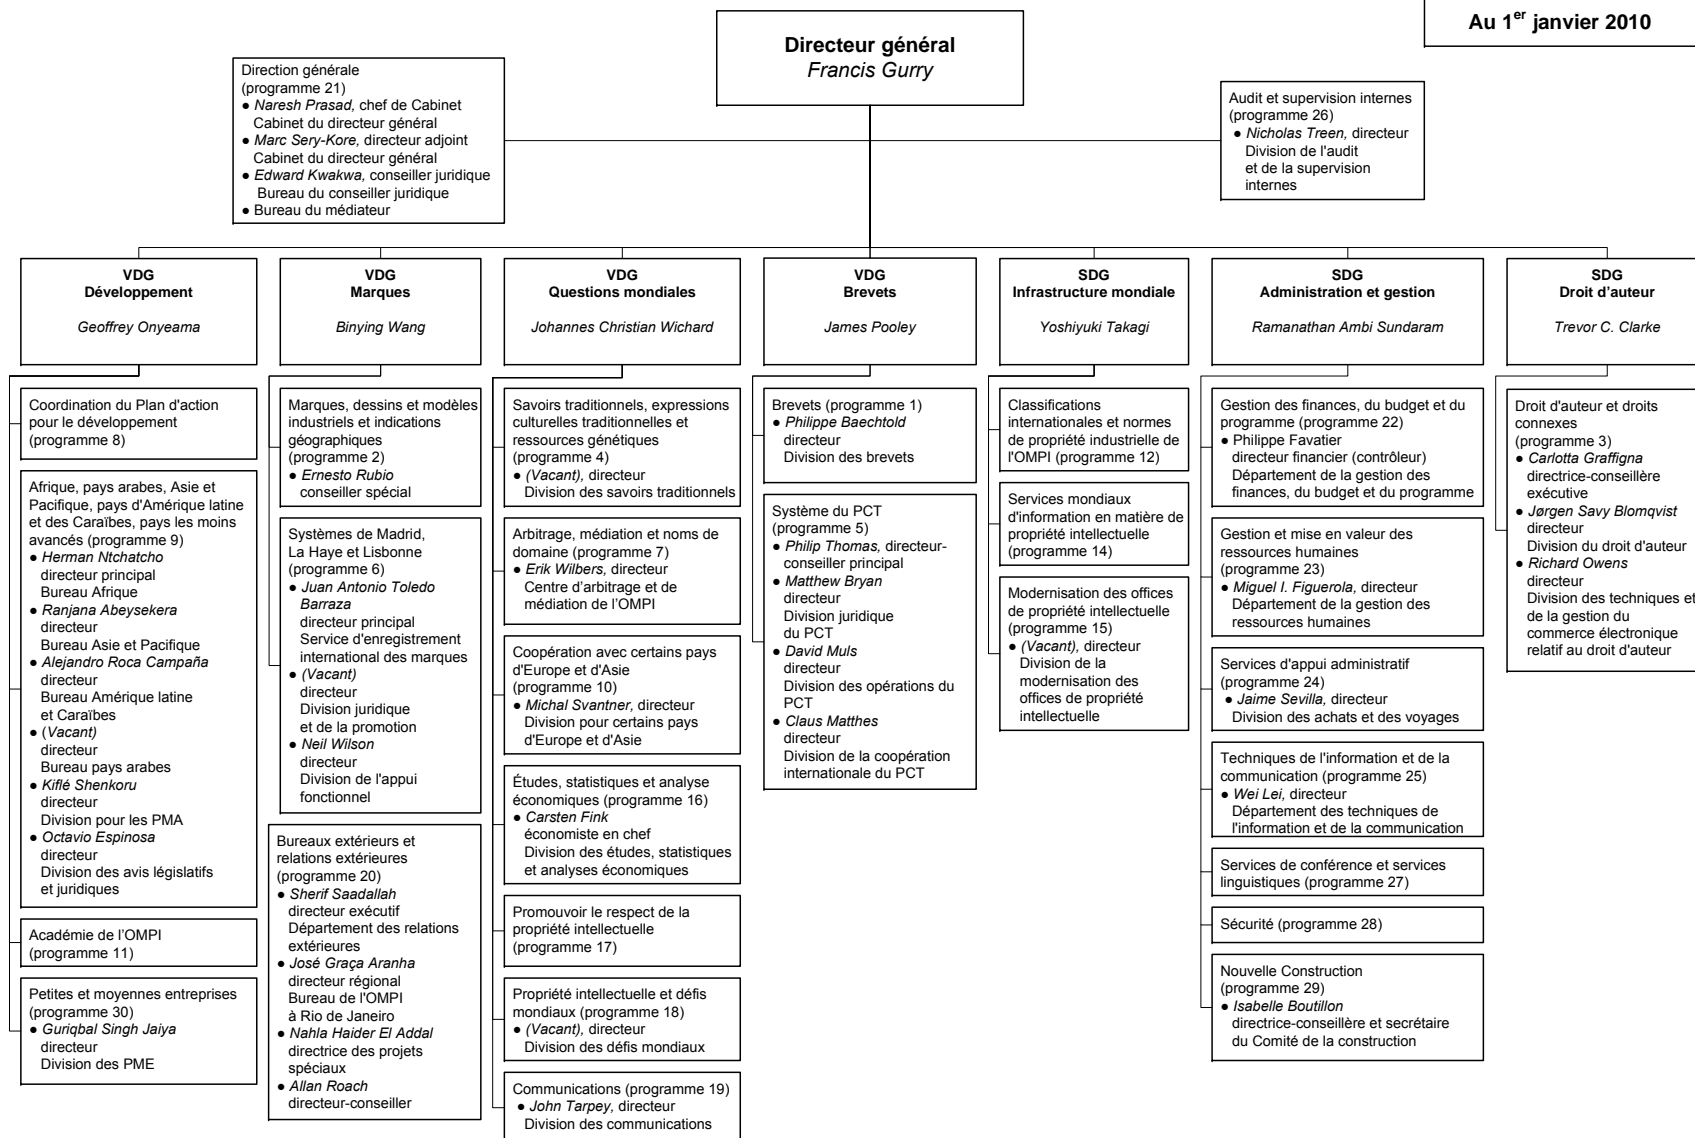 Au 1er janvier 2010
Directeur général
Francis Gurry
Direction générale
(programme 21)
● Naresh Prasad, chef de Cabinet
Cabinet du directeur général
● Marc Sery-Kore, directeur adjoint
Cabinet du directeur général
● Edward Kwakwa, conseiller juridique
Bureau du conseiller juridique
● Bureau du médiateur
Audit et supervision internes
(programme 26)
● Nicholas Treen, directeur
Division de l'audit
et de la supervision
internes
VDG
Développement
Geoffrey Onyeama
Coordination du Plan d'action
pour le développement
(programme 8)
Afrique, pays arabes, Asie et
Pacifique, pays d'Amérique latine
et des Caraïbes, pays les moins
avancés (programme 9)
● Herman Ntchatcho
directeur principal
Bureau Afrique
● Ranjana Abeysekera
directeur
Bureau Asie et Pacifique
● Alejandro Roca Campaña
directeur
Bureau Amérique latine
et Caraïbes
● (Vacant)
directeur
Bureau pays arabes
● Kiflé Shenkoru
directeur
Division pour les PMA
● Octavio Espinosa
directeur
Division des avis législatifs
et juridiques
Académie de l'OMPI
(programme 11)
Petites et moyennes entreprises
(programme 30)
● Guriqbal Singh Jaiya
directeur
Division des PME
VDG
Marques
Binying Wang
Marques, dessins et modèles
industriels et indications
géographiques
(programme 2)
● Ernesto Rubio
conseiller spécial
Systèmes de Madrid,
La Haye et Lisbonne
(programme 6)
● Juan Antonio Toledo
Barraza
directeur principal
Service d'enregistrement
international des marques
● (Vacant)
directeur
Division juridique
et de la promotion
● Neil Wilson
directeur
Division de l'appui
fonctionnel
Bureaux extérieurs et
relations extérieures
(programme 20)
● Sherif Saadallah
directeur exécutif
Département des relations
extérieures
● José Graça Aranha
directeur régional
Bureau de l'OMPI
à Rio de Janeiro
● Nahla Haider El Addal
directrice des projets
spéciaux
● Allan Roach
directeur-conseiller
VDG
Questions mondiales
Johannes Christian Wichard
Savoirs traditionnels, expressions
culturelles traditionnelles et
ressources génétiques
(programme 4)
● (Vacant), directeur
Division des savoirs traditionnels
Arbitrage, médiation et noms de
domaine (programme 7)
● Erik Wilbers, directeur
Centre d'arbitrage et de
médiation de l'OMPI
Coopération avec certains pays
d'Europe et d'Asie
(programme 10)
● Michal Svantner, directeur
Division pour certains pays
d'Europe et d'Asie
Études, statistiques et analyse
économiques (programme 16)
● Carsten Fink
économiste en chef
Division des études, statistiques
et analyses économiques
Promouvoir le respect de la
propriété intellectuelle
(programme 17)
Propriété intellectuelle et défis
mondiaux (programme 18)
● (Vacant), directeur
Division des défis mondiaux
Communications (programme 19)
● John Tarpey, directeur
Division des communications
VDG
Brevets
James Pooley
Brevets (programme 1)
● Philippe Baechtold
directeur
Division des brevets
Système du PCT
(programme 5)
● Philip Thomas, directeur-
conseiller principal
● Matthew Bryan
directeur
Division juridique
du PCT
● David Muls
directeur
Division des opérations du
PCT
● Claus Matthes
directeur
Division de la coopération
internationale du PCT
SDG
Infrastructure mondiale
Yoshiyuki Takagi
Classifications
internationales et normes
de propriété industrielle de
l'OMPI (programme 12)
Services mondiaux
d'information en matière de
propriété intellectuelle
(programme 14)
Modernisation des offices
de propriété intellectuelle
(programme 15)
● (Vacant), directeur
Division de la
modernisation des
offices de propriété
intellectuelle
SDG
Administration et gestion
Ramanathan Ambi Sundaram
Gestion des finances, du budget et du
programme (programme 22)
● Philippe Favatier
directeur financier (contrôleur)
Département de la gestion des
finances, du budget et du programme
Gestion et mise en valeur des
ressources humaines
(programme 23)
● Miguel I. Figuerola, directeur
Département de la gestion des
ressources humaines
Services d'appui administratif
(programme 24)
● Jaime Sevilla, directeur
Division des achats et des voyages
Techniques de l'information et de la
communication (programme 25)
● Wei Lei, directeur
Département des techniques de
l'information et de la communication
Services de conférence et services
linguistiques (programme 27)
Sécurité (programme 28)
Nouvelle Construction
(programme 29)
● Isabelle Boutillon
directrice-conseillère et secrétaire
du Comité de la construction
SDG
Droit d'auteur
Trevor C. Clarke
Droit d'auteur et droits
connexes
(programme 3)
● Carlotta Graffigna
directrice-conseillère
exécutive
● Jørgen Savy Blomqvist
directeur
Division du droit d'auteur
● Richard Owens
directeur
Division des techniques et
de la gestion du
commerce électronique
relatif au droit d'auteur